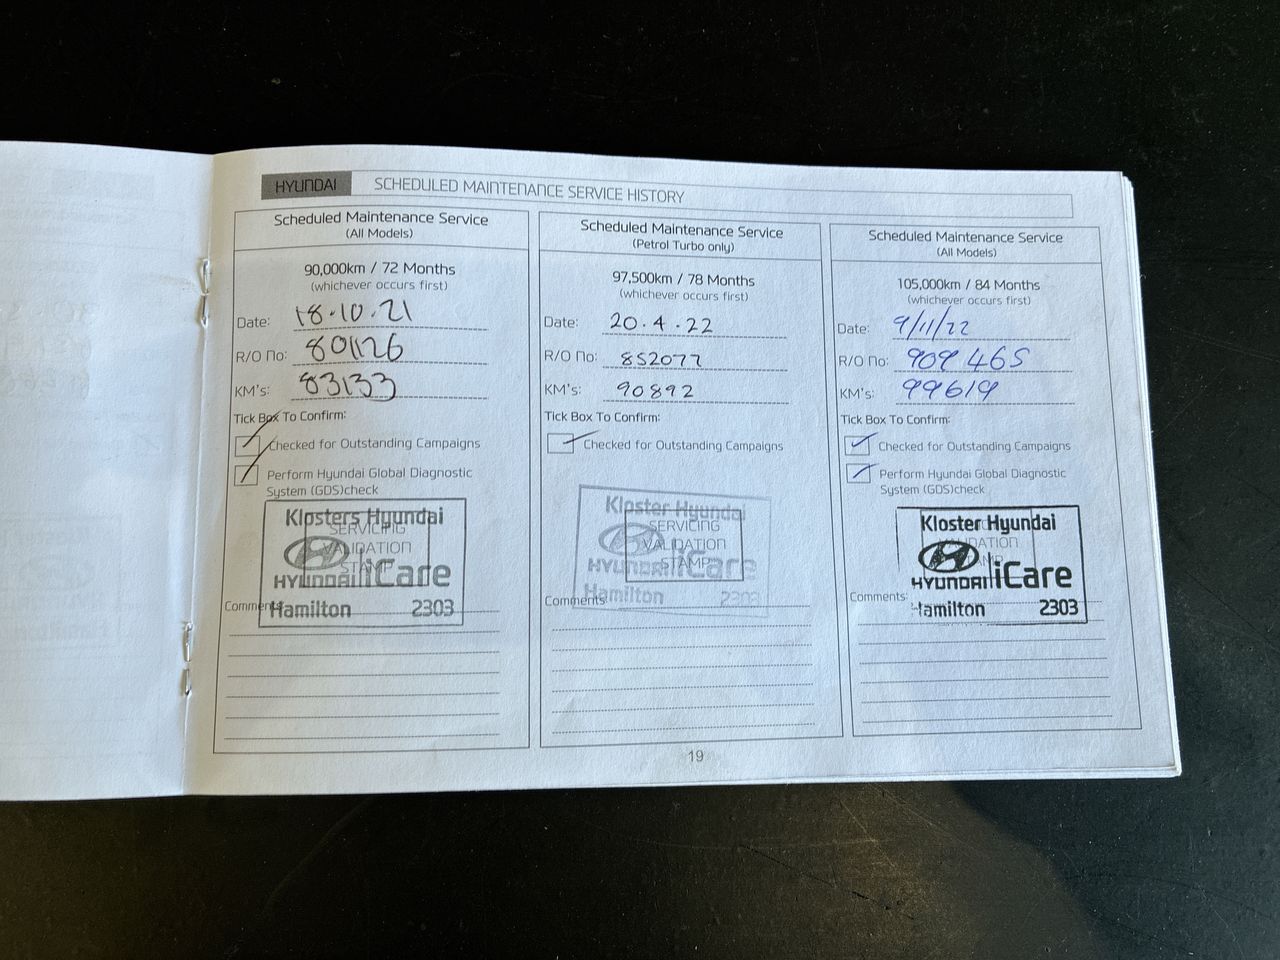 HYUNDAI SCHEDULED MAINTENANCE SERVICE HISTORY
Scheduled Maintenance Service
(All Models)
90,000km / 72 Months
(whichever occurs first)
Date: 18.10.21
R/O No: 801126
KM's: 83133
Tick Box To Confirm:
Checked for Outstanding Campaigns
Perform Hyundai Global Diagnostic
System (GDS)check
Klosters Hyundai
SERVICING
VALIDATION
STAMP
HYUNDAI iCare
Hamilton 2303
Comments:
Scheduled Maintenance Service
(Petrol Turbo only)
97,500km / 78 Months
(whichever occurs first)
Date: 20.4.22
R/O No: 852077
KM's: 90892
Tick Box To Confirm:
Checked for Outstanding Campaigns
Kloster Hyundai
SERVICING
VALIDATION
STAMP
HYUNDAI iCare
Hamilton 2303
Comments:
Scheduled Maintenance Service
(All Models)
105,000km / 84 Months
(whichever occurs first)
Date: 9/11/22
R/O No: 909465
KM's: 99619
Tick Box To Confirm:
Checked for Outstanding Campaigns
Perform Hyundai Global Diagnostic
System (GDS)check
Kloster Hyundai
VALIDATION
STAMP
HYUNDAI iCare
Hamilton 2303
Comments:
19